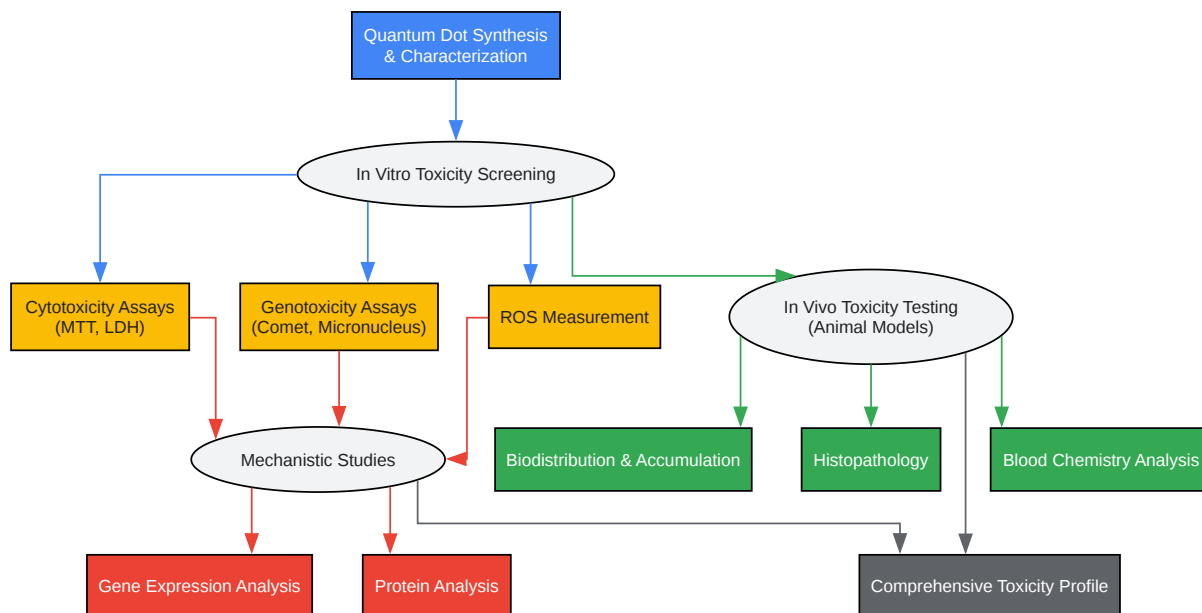 Quantum Dot Synthesis
& Characterization
In Vitro Toxicity Screening
Cytotoxicity Assays
(MTT, LDH)
Genotoxicity Assays
(Comet, Micronucleus)
ROS Measurement
In Vivo Toxicity Testing
(Animal Models)
Mechanistic Studies
Biodistribution & Accumulation
Histopathology
Blood Chemistry Analysis
Gene Expression Analysis
Protein Analysis
Comprehensive Toxicity Profile